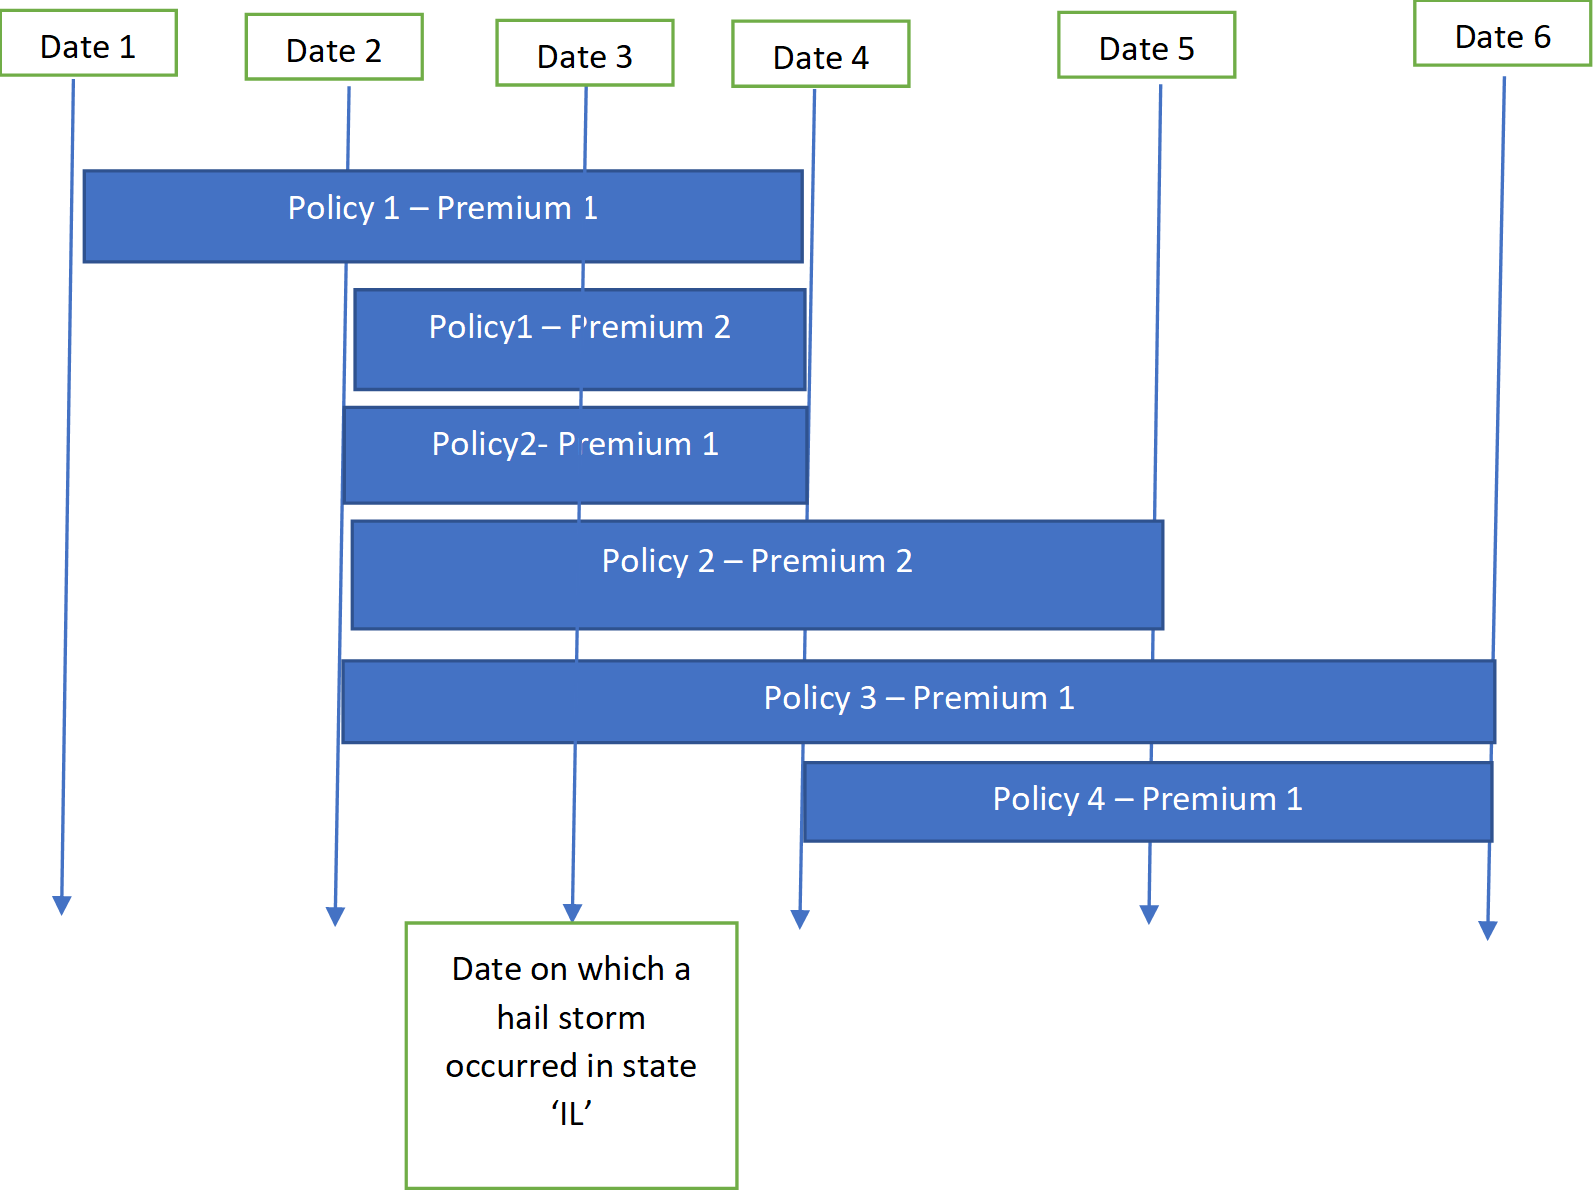 Date 1
Date 2
Date 3
Date 4
Date 5
Date 6
Policy 1 – Premium 1
Policy1 – Premium 2
Policy2- Premium 1
Policy 2 – Premium 2
Policy 3 – Premium 1
Policy 4 – Premium 1
Date on which a
hail storm
occurred in state
‘IL’